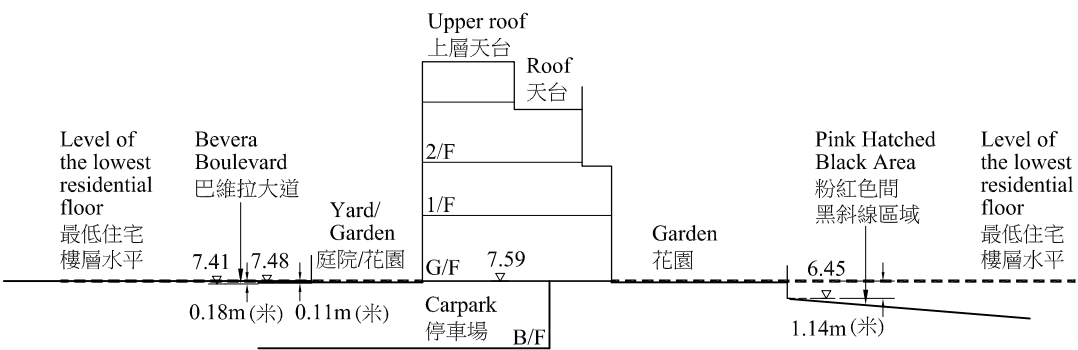 Upper roof
上層天台
Roof
天台
Level of
the lowest
residential
floor
最低住宅
樓層水平
Bevera
Boulevard
巴維拉大道
Yard/
Garden
庭院/花園
2/F
1/F
G/F
7.59
Garden
花園
Pink Hatched
Black Area
粉紅色間
黑斜線區域
Level of
the lowest
residential
floor
最低住宅
樓層水平
7.41
7.48
6.45
0.18m (米)
0.11m (米)
Carpark
停車場
B/F
1.14m (米)